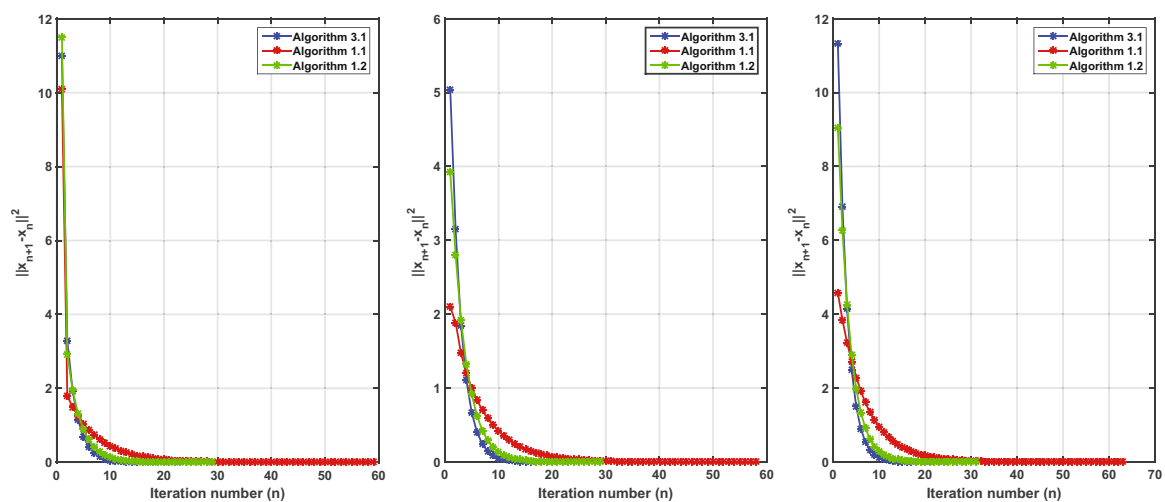 12
10
8
6
4
2
0
0
10
20
30
40
50
60
||x_{n+1}-x_n||^2
Iteration number (n)
Algorithm 3.1
Algorithm 1.1
Algorithm 1.2
6
5
4
3
2
1
0
0
10
20
30
40
50
60
||x_{n+1}-x_n||^2
Iteration number (n)
Algorithm 3.1
Algorithm 1.1
Algorithm 1.2
12
10
8
6
4
2
0
0
10
20
30
40
50
60
70
||x_{n+1}-x_n||^2
Iteration number (n)
Algorithm 3.1
Algorithm 1.1
Algorithm 1.2